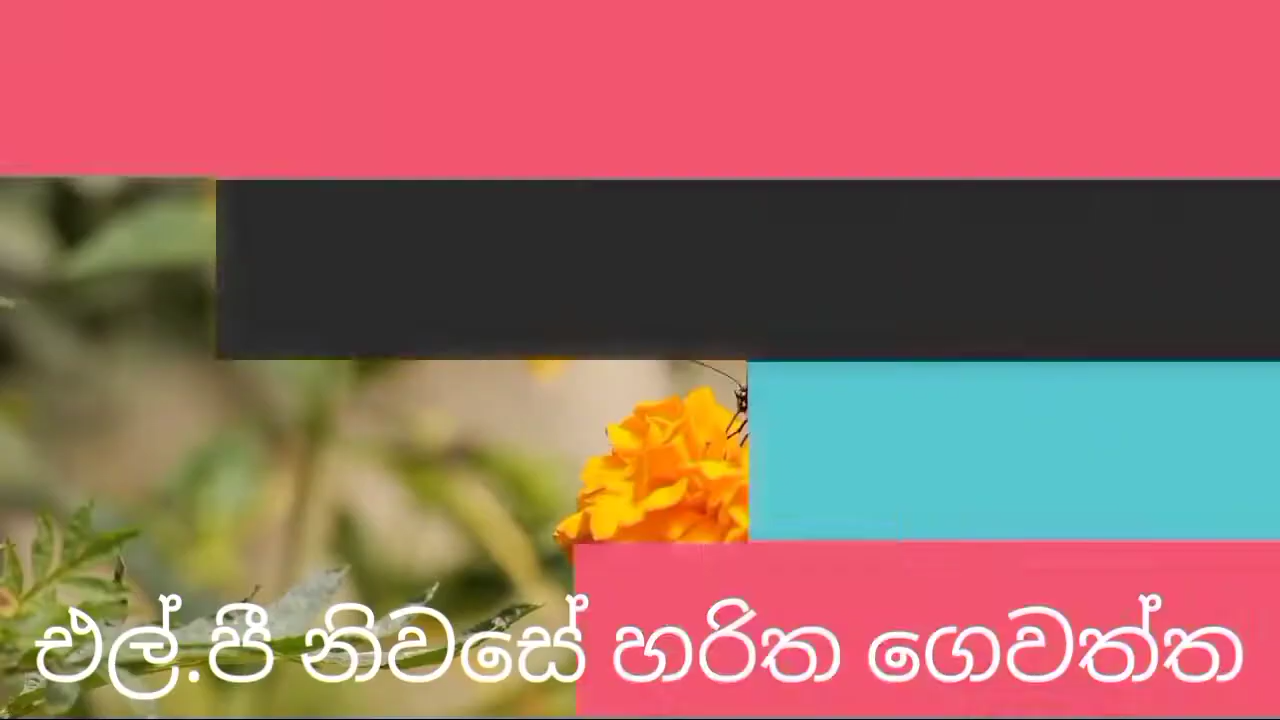 එල්.පී නිවසේ හරිත ගෙවත්ත